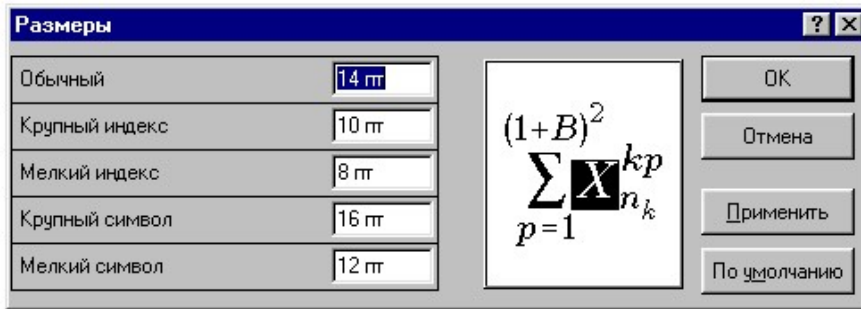 Размеры
Обычный 14 пт
Крупный индекс 10 пт
Мелкий индекс 8 пт
Крупный символ 16 пт
Мелкий символ 12 пт
(1+B)²
∑ X kp n k
p=1
OK
Отмена
Применить
По умолчанию